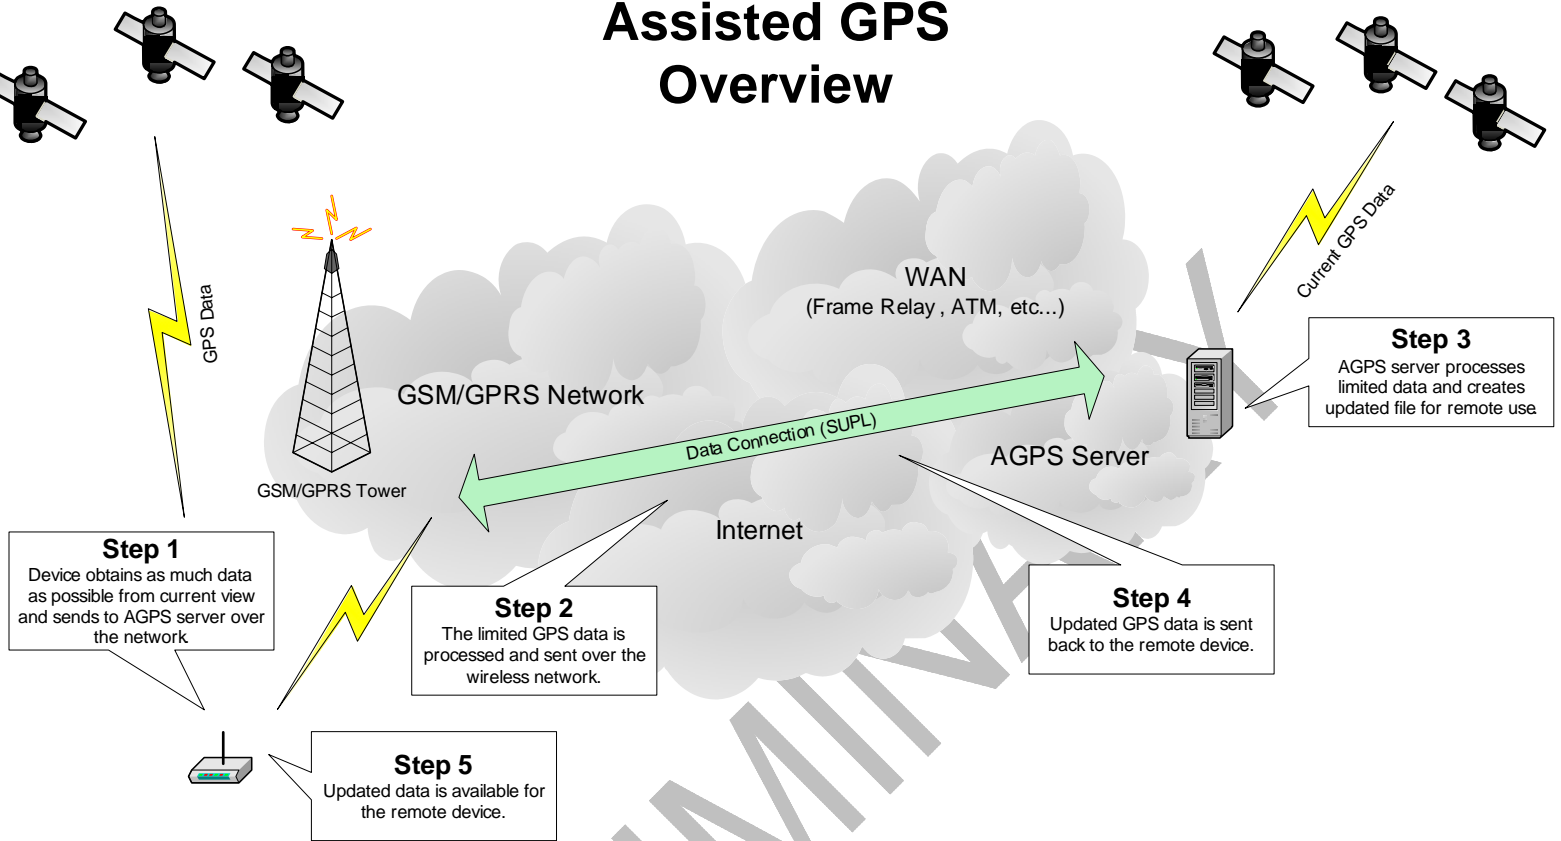 Assisted GPS
Overview
GPS Data
Current GPS Data
WAN
(Frame Relay , ATM, etc...)
GSM/GPRS Network
Data Connection (SUPL)
AGPS Server
GSM/GPRS Tower
Internet
Step 1
Device obtains as much data
as possible from current view
and sends to AGPS server over
the network.
Step 2
The limited GPS data is
processed and sent over the
wireless network.
Step 3
AGPS server processes
limited data and creates
updated file for remote use.
Step 4
Updated GPS data is sent
back to the remote device.
Step 5
Updated data is available for
the remote device.